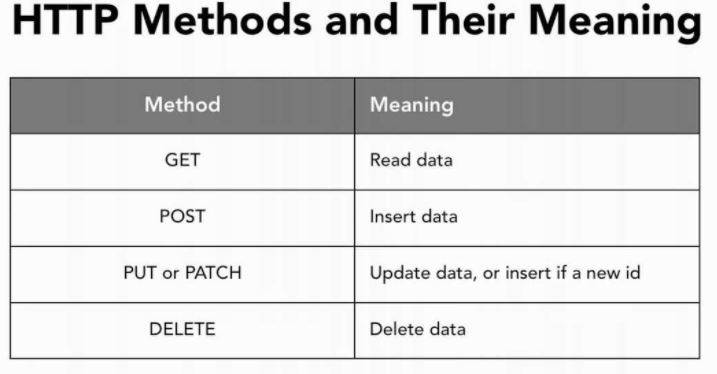 HTTP Methods and Their Meaning
Method Meaning
GET Read data
POST Insert data
PUT or PATCH Update data, or insert if a new id
DELETE Delete data